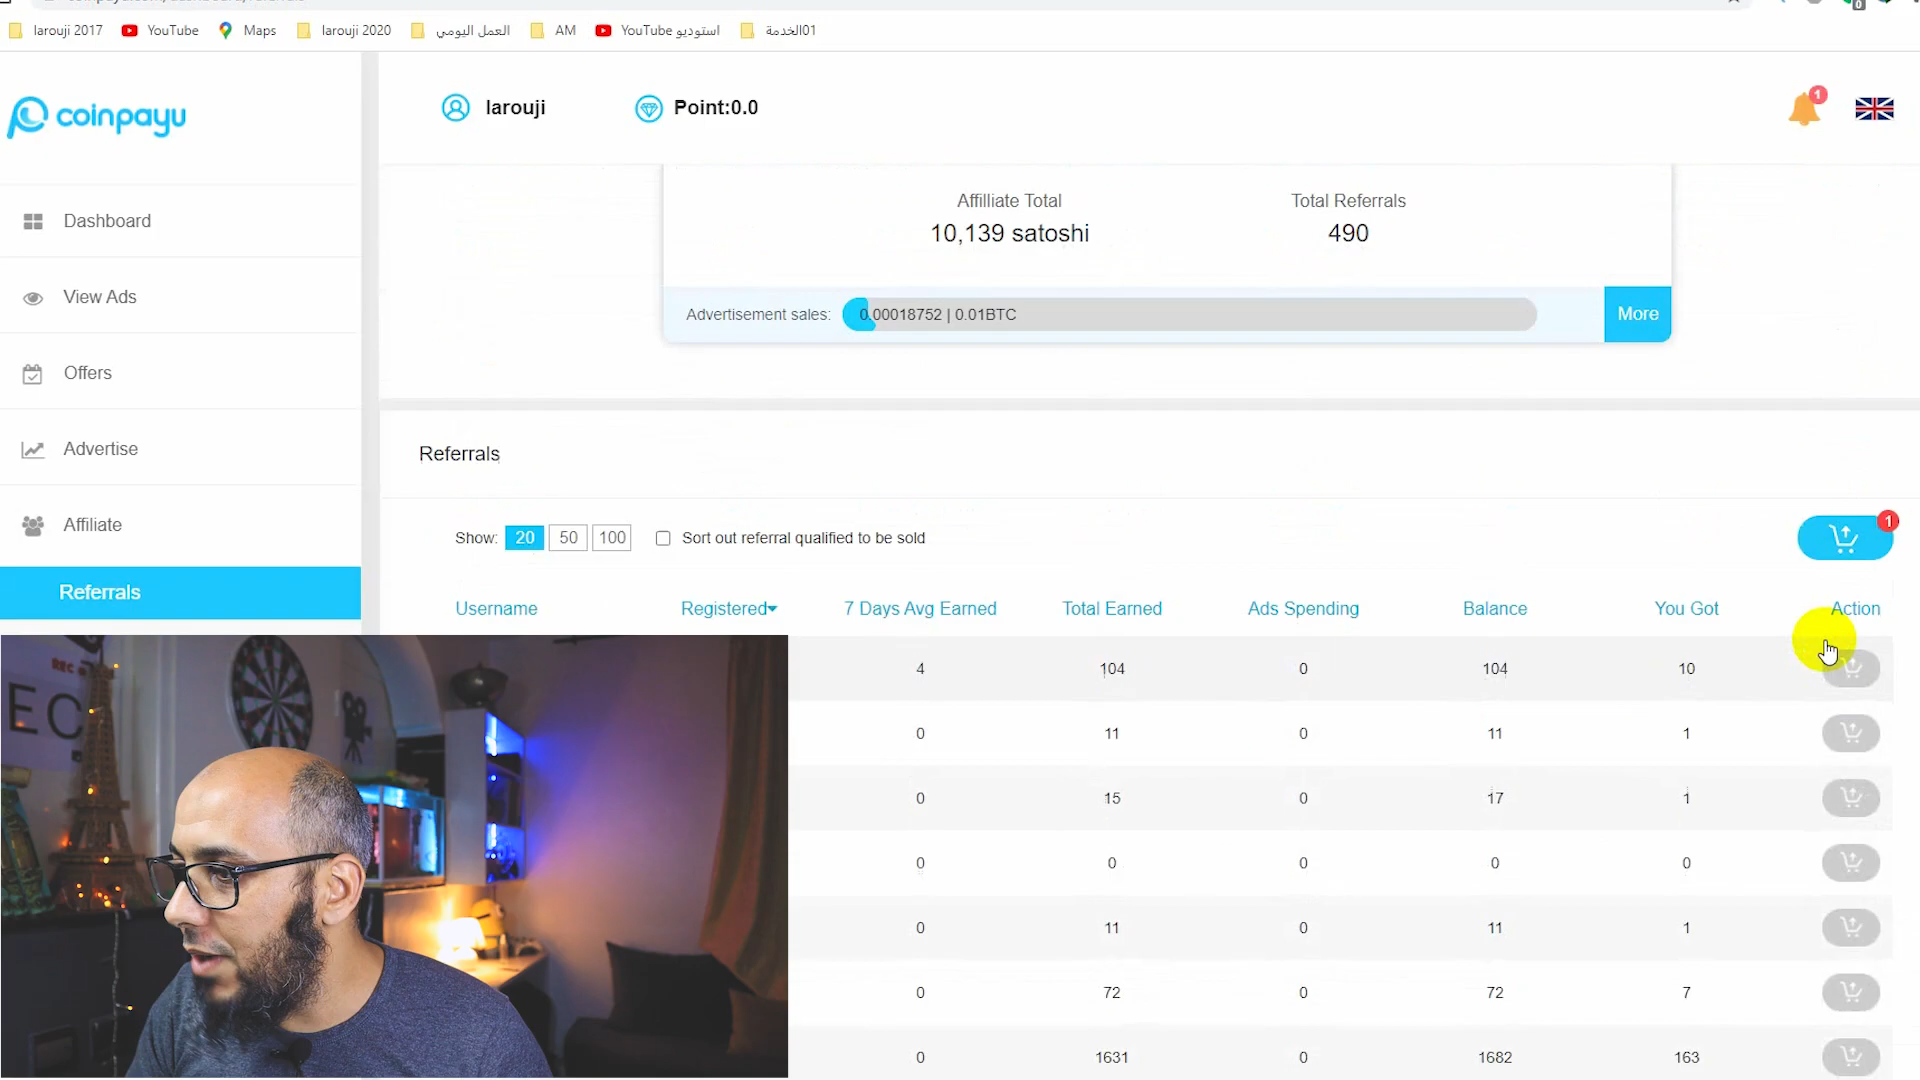 larouji 2017
YouTube
Maps
larouji 2020
العمل اليومي
AM
استوديو YouTube
الخدمة01
0
coinpayu
larouji
Point:0.0
1
Dashboard
View Ads
Offers
Advertise
Affiliate
Referrals
Affilliate Total
Total Referrals
10,139 satoshi
490
Advertisement sales:
0.00018752 | 0.01BTC
More
Referrals
Show: 20 50 100
Sort out referral qualified to be sold
1
Username Registered 7 Days Avg Earned Total Earned Ads Spending Balance You Got Action
4 104 0 104 10
0 11 0 11 1
0 15 0 17 1
0 0 0 0 0
0 11 0 11 1
0 72 0 72 7
0 1631 0 1682 163
REC
EC